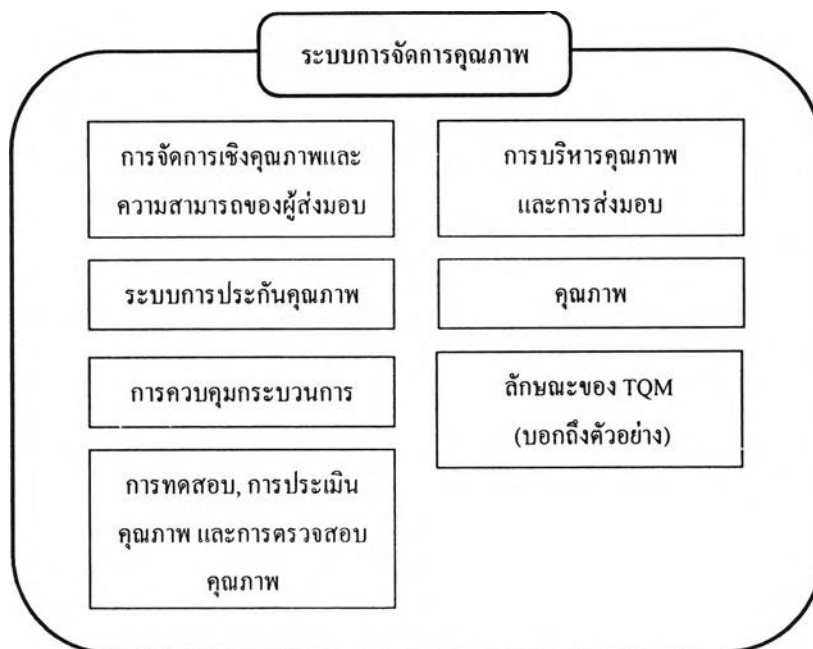 ระบบการจัดการคุณภาพ
การจัดการเชิงคุณภาพและ
ความสามารถของผู้ส่งมอบ
ระบบการประกันคุณภาพ
การควบคุมกระบวนการ
การทดสอบ, การประเมิน
คุณภาพ และการตรวจสอบ
คุณภาพ
การบริหารคุณภาพ
และการส่งมอบ
คุณภาพ
ลักษณะของ TQM
(บอกถึงตัวอย่าง)